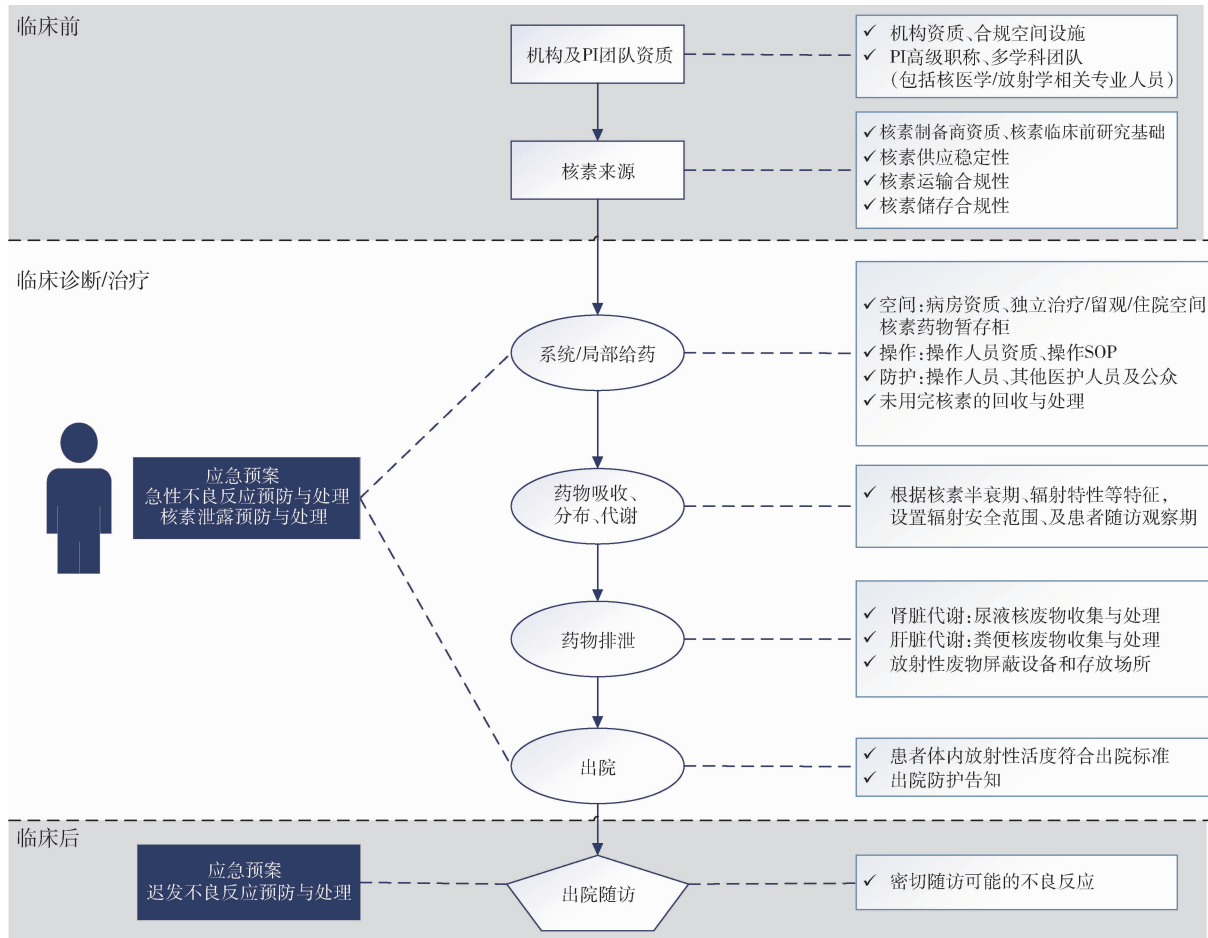 临床前
机构及PI团队资质
✓ 机构资质、合规空间设施
✓ PI高级职称、多学科团队
（包括核医学/放射学相关专业人员）
核素来源
✓ 核素制备商资质、核素临床前研究基础
✓ 核素供应稳定性
✓ 核素运输合规性
✓ 核素储存合规性
临床诊断/治疗
系统/局部给药
✓ 空间：病房资质、独立治疗/留观/住院空间
核素药物暂存柜
✓ 操作：操作人员资质、操作SOP
✓ 防护：操作人员、其他医护人员及公众
✓ 未用完核素的回收与处理
应急预案
急性不良反应预防与处理
核素泄露预防与处理
药物吸收、
分布、代谢
✓ 根据核素半衰期、辐射特性等特征，
设置辐射安全范围、及患者随访观察期
药物排泄
✓ 肾脏代谢：尿液核废物收集与处理
✓ 肝脏代谢：粪便核废物收集与处理
✓ 放射性废物屏蔽设备和存放场所
出院
✓ 患者体内放射性活度符合出院标准
✓ 出院防护告知
临床后
应急预案
迟发不良反应预防与处理
出院随访
✓ 密切随访可能的不良反应